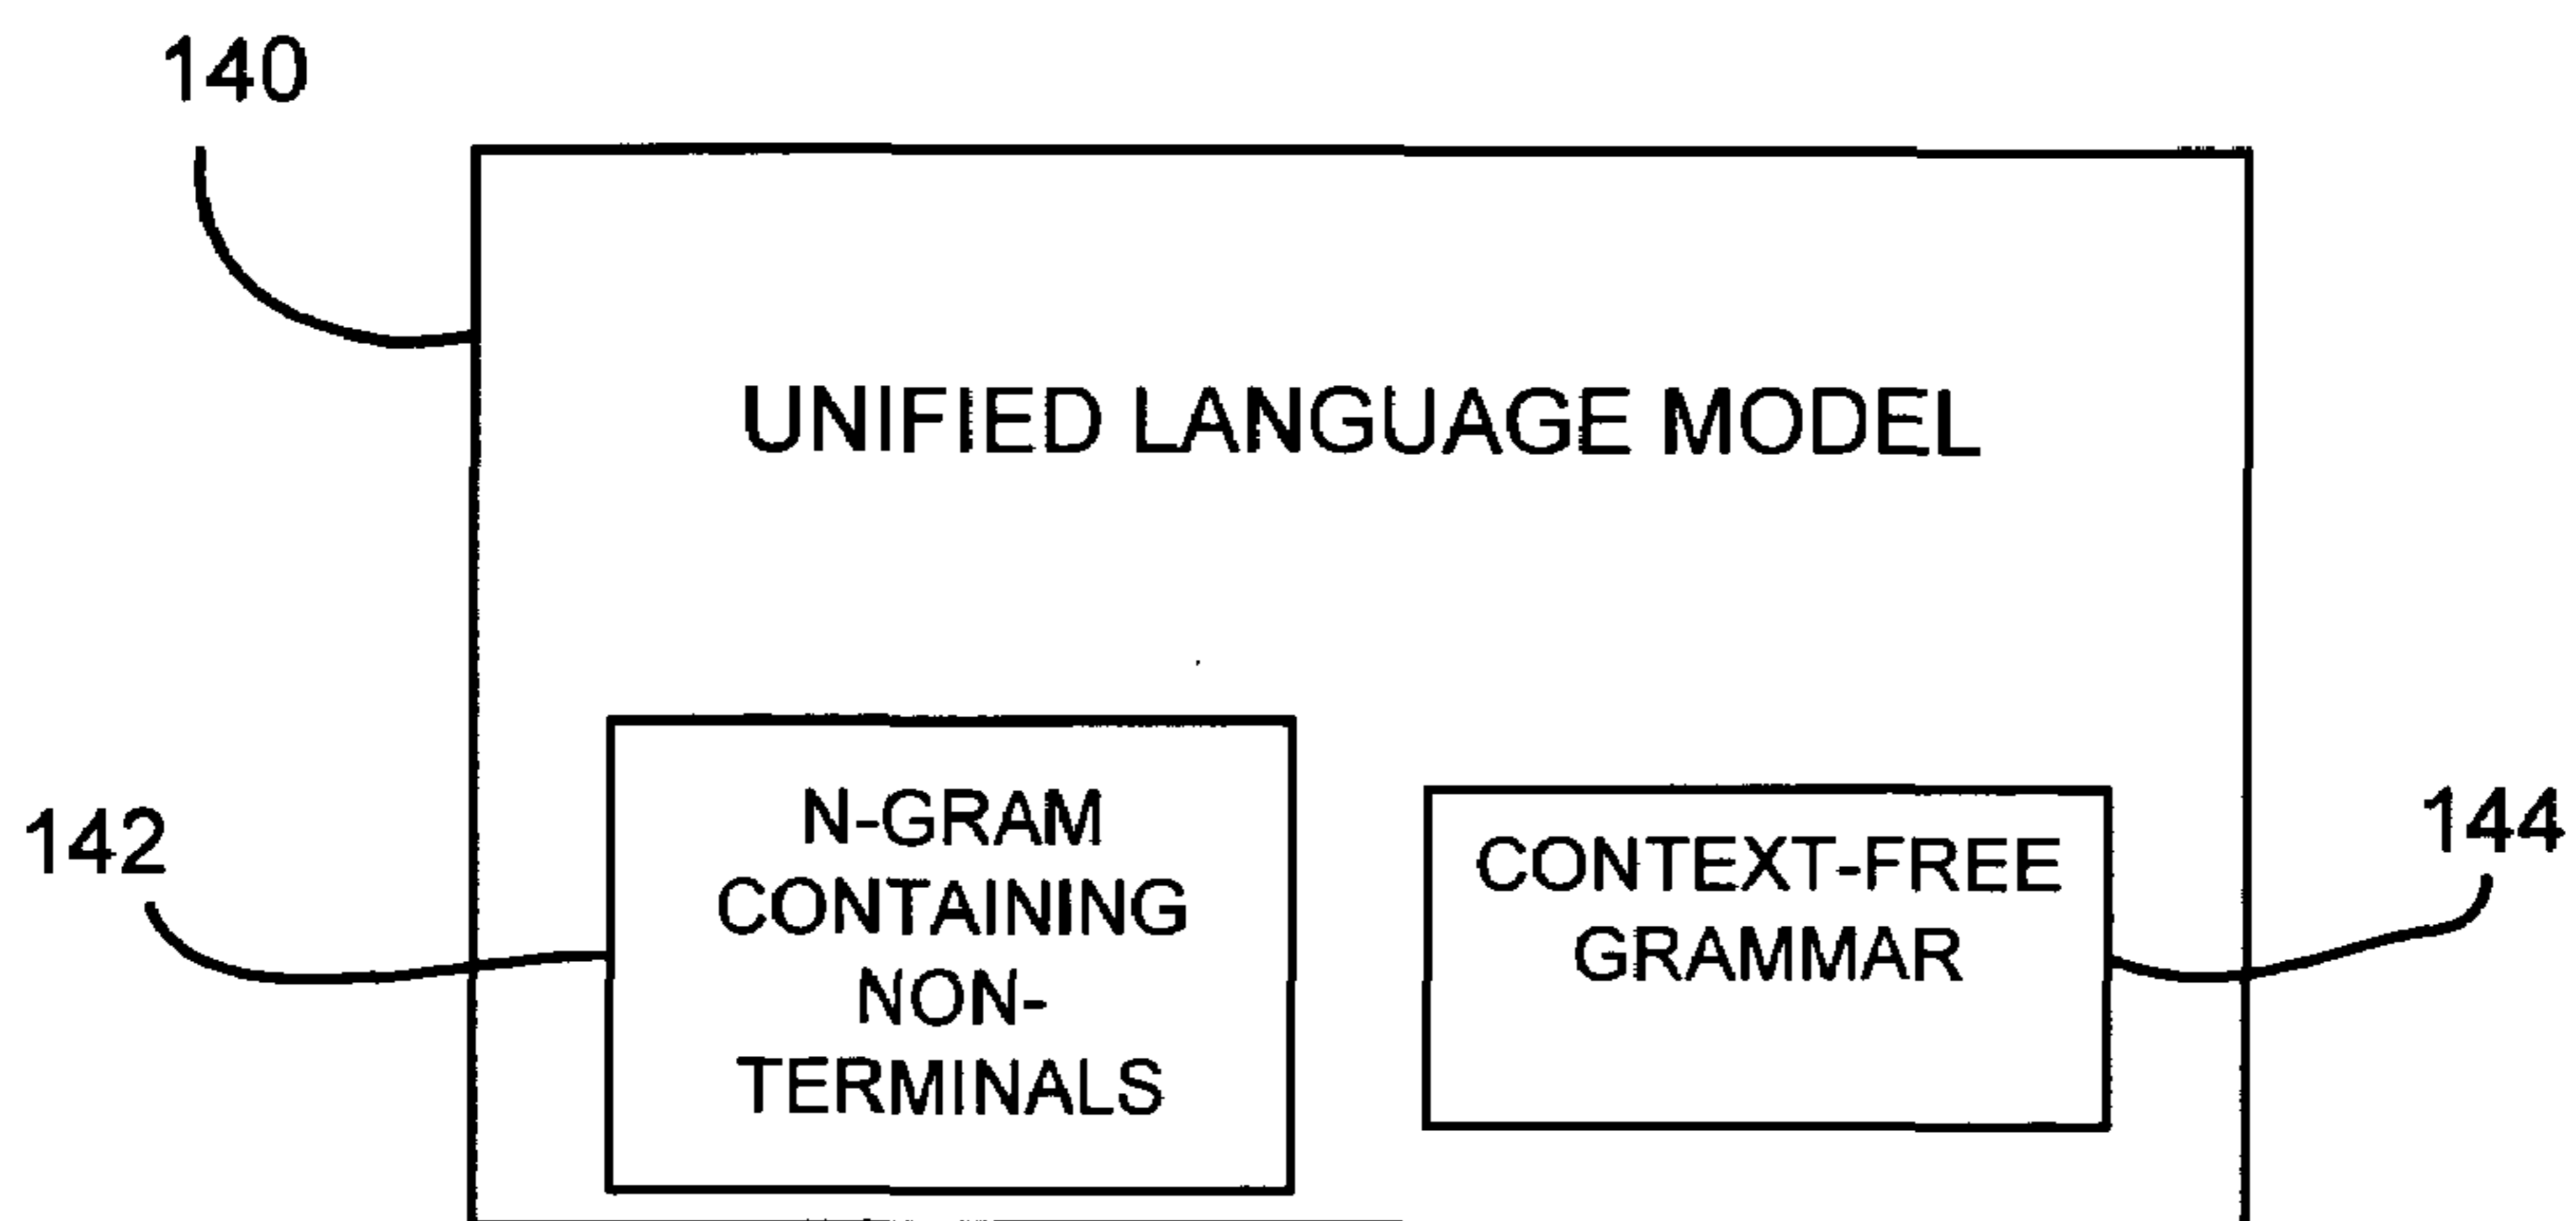 140
UNIFIED LANGUAGE MODEL
142
N-GRAM
CONTAINING
NON-
TERMINALS
CONTEXT-FREE
GRAMMAR
144